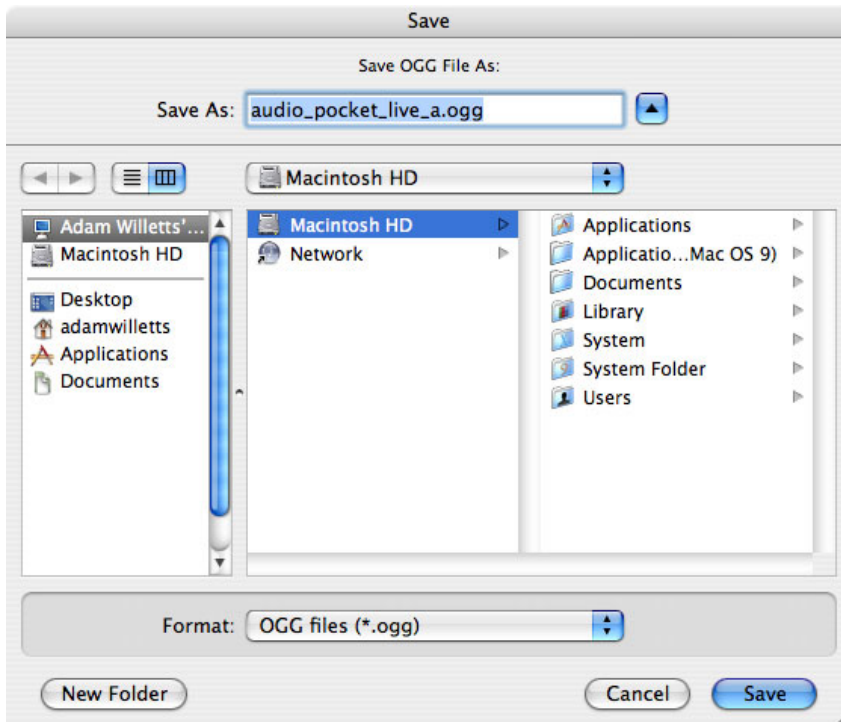 Save
Save OGG File As:
Save As: audio_pocket_live_a.ogg
Macintosh HD
Adam Willetts'...
Macintosh HD
Desktop
adamwilletts
Applications
Documents
Macintosh HD
Network
Applications
Applicatio...Mac OS 9)
Documents
Library
System
System Folder
Users
Format: OGG files (*.ogg)
New Folder Cancel Save